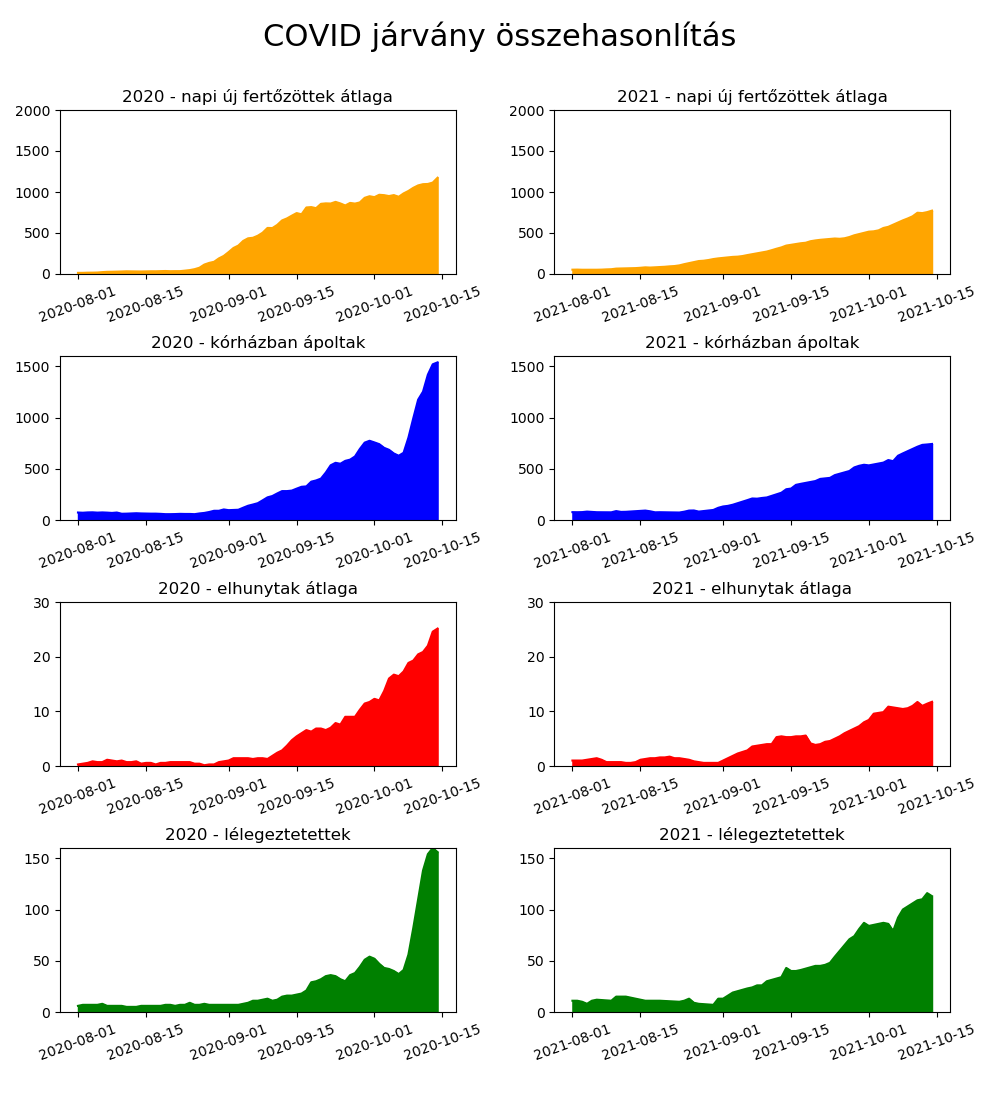 COVID járvány összehasonlítás
2020 - napi új fertőzöttek átlaga
2000
1500
1000
500
0
2020-08-01 2020-08-15 2020-09-01 2020-09-15 2020-10-01 2020-10-15
2021 - napi új fertőzöttek átlaga
2000
1500
1000
500
0
2021-08-01 2021-08-15 2021-09-01 2021-09-15 2021-10-01 2021-10-15
2020 - kórházban ápoltak
1500
1000
500
0
2020-08-01 2020-08-15 2020-09-01 2020-09-15 2020-10-01 2020-10-15
2021 - kórházban ápoltak
1500
1000
500
0
2021-08-01 2021-08-15 2021-09-01 2021-09-15 2021-10-01 2021-10-15
2020 - elhunytak átlaga
30
20
10
0
2020-08-01 2020-08-15 2020-09-01 2020-09-15 2020-10-01 2020-10-15
2021 - elhunytak átlaga
30
20
10
0
2021-08-01 2021-08-15 2021-09-01 2021-09-15 2021-10-01 2021-10-15
2020 - lélegeztetettek
150
100
50
0
2020-08-01 2020-08-15 2020-09-01 2020-09-15 2020-10-01 2020-10-15
2021 - lélegeztetettek
150
100
50
0
2021-08-01 2021-08-15 2021-09-01 2021-09-15 2021-10-01 2021-10-15